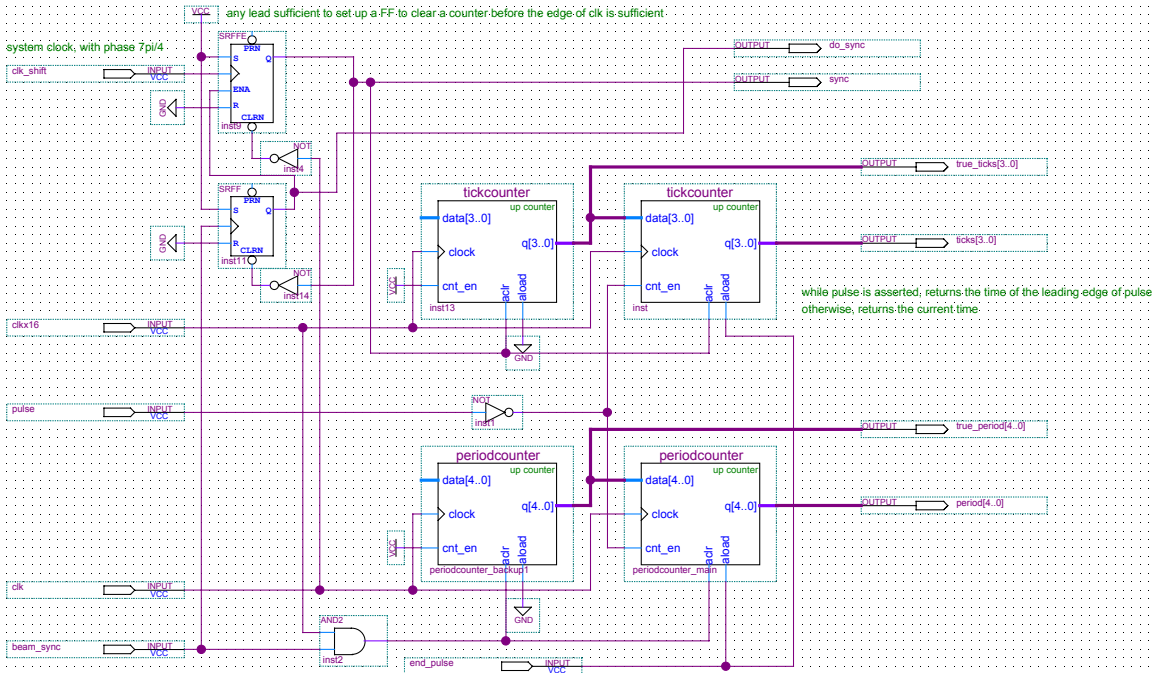 VCC
any lead sufficient to set up a FF to clear a counter before the edge of clk is sufficient
SRFFE
PRN
S
Q
ENA
R
CLRN
inst9
system clock, with phase 7pi/4
clk_shift
INPUT
VCC
GND
OUTPUT
do_sync
OUTPUT
sync
NOT
inst4
SRFF
PRN
S
Q
R
CLRN
inst11
GND
NOT
inst14
tickcounter
up counter
data[3..0]
q[3..0]
clock
cnt_en
aclr
aload
inst13
VCC
GND
tickcounter
up counter
data[3..0]
q[3..0]
clock
cnt_en
aclr
aload
inst
OUTPUT
true_ticks[3..0]
OUTPUT
ticks[3..0]
while pulse is asserted, returns the time of the leading edge of pulse
otherwise, returns the current time
clkx16
INPUT
VCC
pulse
INPUT
VCC
NOT
inst1
OUTPUT
true_period[4..0]
periodcounter
up counter
data[4..0]
q[4..0]
clock
cnt_en
aclr
aload
periodcounter_backup1
VCC
GND
periodcounter
up counter
data[4..0]
q[4..0]
clock
cnt_en
aclr
aload
periodcounter_main
OUTPUT
period[4..0]
clk
INPUT
VCC
AND2
inst2
beam_sync
INPUT
VCC
end_pulse
INPUT
VCC